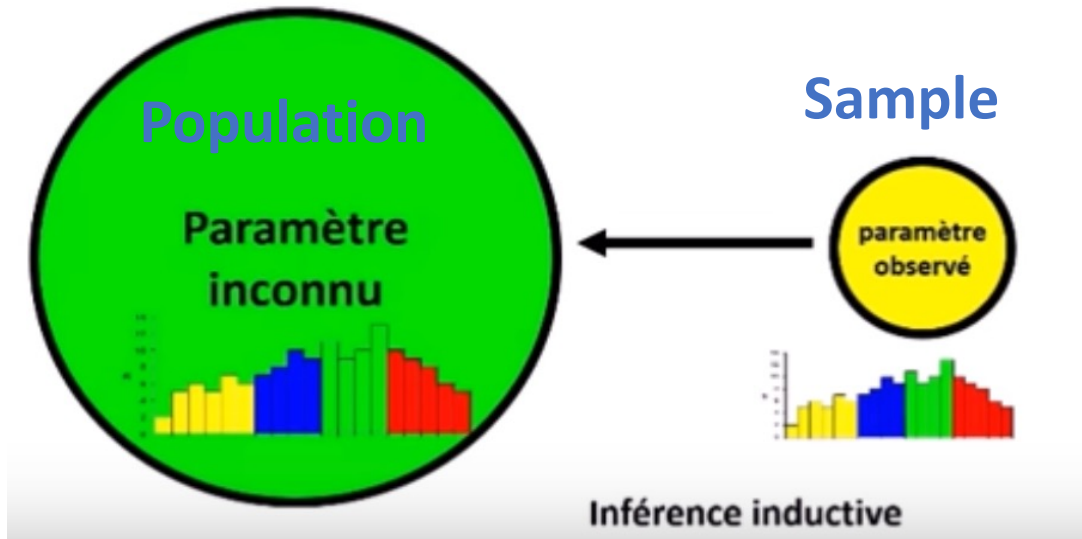 Population
Sample
Paramètre
inconnu
paramètre
observé
Inférence inductive